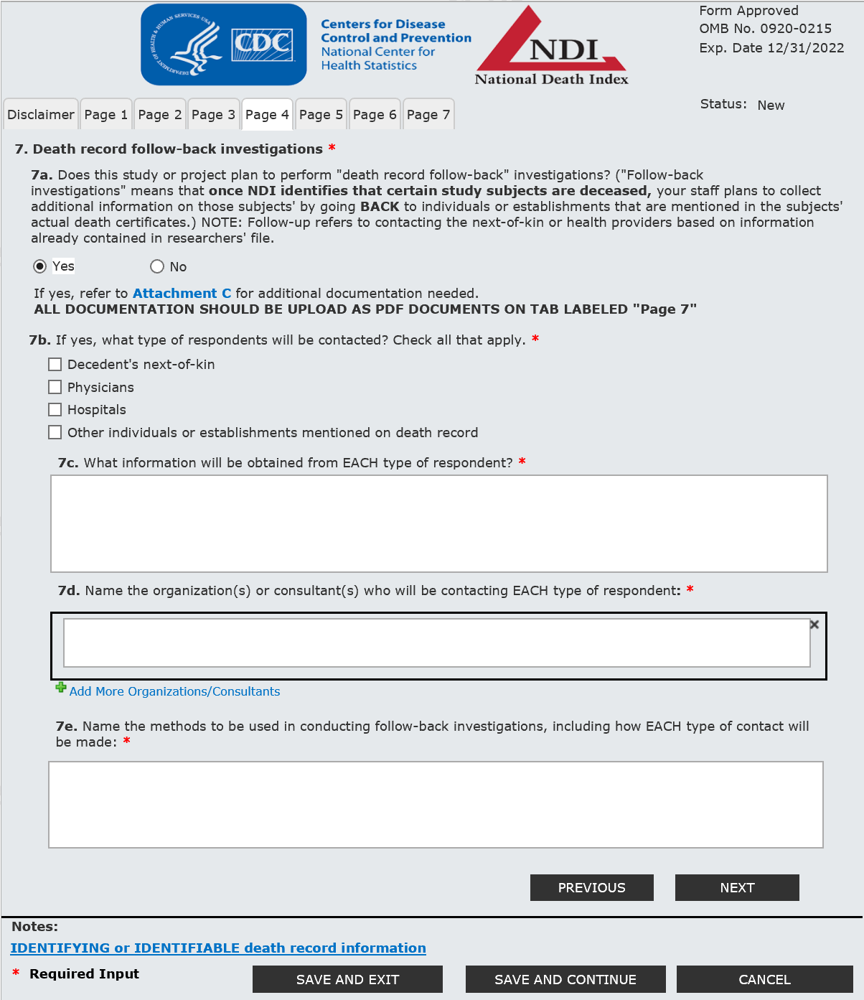 DEPARTMENT OF HEALTH & HUMAN SERVICES USA
CDC
Centers for Disease
Control and Prevention
National Center for
Health Statistics
NDI
National Death Index
Form Approved
OMB No. 0920-0215
Exp. Date 12/31/2022
Status: New
Disclaimer Page 1 Page 2 Page 3 Page 4 Page 5 Page 6 Page 7
7. Death record follow-back investigations *
7a. Does this study or project plan to perform "death record follow-back" investigations? ("Follow-back
investigations" means that once NDI identifies that certain study subjects are deceased, your staff plans to collect
additional information on those subjects' by going BACK to individuals or establishments that are mentioned in the subjects'
actual death certificates.) NOTE: Follow-up refers to contacting the next-of-kin or health providers based on information
already contained in researchers' file.
Yes No
If yes, refer to Attachment C for additional documentation needed.
ALL DOCUMENTATION SHOULD BE UPLOAD AS PDF DOCUMENTS ON TAB LABELED "Page 7"
7b. If yes, what type of respondents will be contacted? Check all that apply. *
Decedent's next-of-kin
Physicians
Hospitals
Other individuals or establishments mentioned on death record
7c. What information will be obtained from EACH type of respondent? *
7d. Name the organization(s) or consultant(s) who will be contacting EACH type of respondent: *
Add More Organizations/Consultants
7e. Name the methods to be used in conducting follow-back investigations, including how EACH type of contact will
be made: *
PREVIOUS NEXT
Notes:
IDENTIFYING or IDENTIFIABLE death record information
* Required Input
SAVE AND EXIT SAVE AND CONTINUE CANCEL